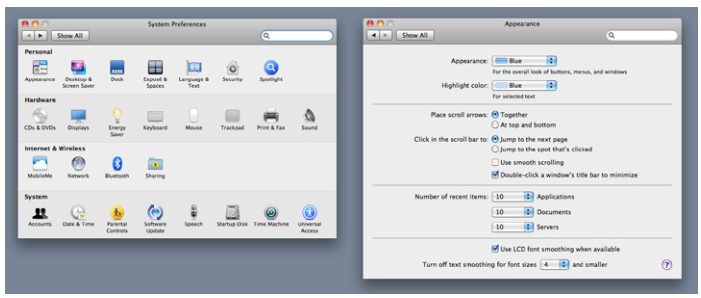 System Preferences
Show All
Personal
Appearance
Desktop &
Screen Saver
Dock
Exposé &
Spaces
Language &
Text
Security
Spotlight
Hardware
CDs & DVDs
Displays
Energy
Saver
Keyboard
Mouse
Trackpad
Print & Fax
Sound
Internet & Wireless
MobileMe
Network
Bluetooth
Sharing
System
Accounts
Date & Time
Parental
Controls
Software
Update
Speech
Startup Disk
Time Machine
Universal
Access
Appearance
Show All
Appearance: Blue
For the overall look of buttons, menus, and windows
Highlight color: Blue
For selected text
Place scroll arrows: Together
At top and bottom
Click in the scroll bar to: Jump to the next page
Jump to the spot that's clicked
Use smooth scrolling
Double-click a window's title bar to minimize
Number of recent items: 10 Applications
10 Documents
10 Servers
Use LCD font smoothing when available
Turn off text smoothing for font sizes 4 and smaller ?